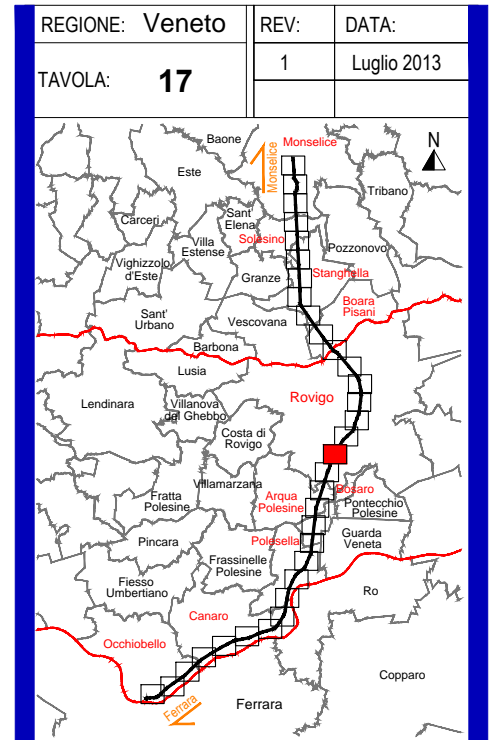 REGIONE: Veneto
REV:
DATA:
TAVOLA: 17
1
Luglio 2013
Baone
Monselice
N
Monselice
Este
Tribano
Carceri
Sant'
Elena
Solesino
Villa
Estense
Pozzonovo
Vighizzolo
d'Este
Granze
Stanghella
Boara
Pisani
Sant'
Urbano
Vescovana
Barbona
Lusia
Rovigo
Lendinara
Villanova
del Ghebbo
Costa di
Rovigo
Villamarzana
Bosaro
Fratta
Polesine
Arqua
Polesine
Pontecchio
Polesine
Pincara
Polesella
Guarda
Veneta
Frassinelle
Polesine
Fiesso
Umbertiano
Ro
Canaro
Occhiobello
Copparo
Ferrara
Ferrara